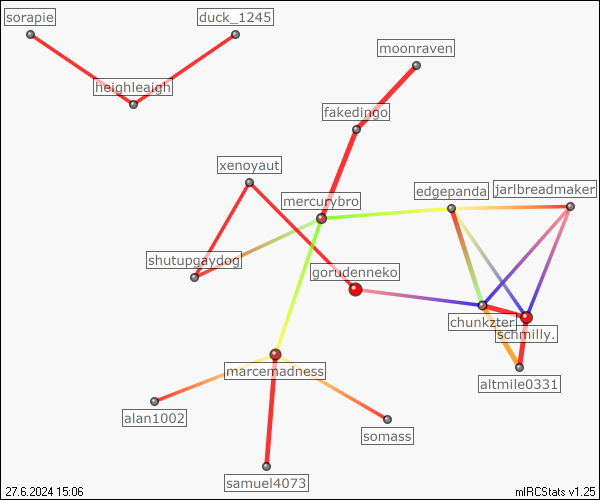 sorapie
duck_1245
moonraven
heighleaigh
fakedingo
xenoyaut
edgepanda
jarlbreadmaker
mercurybro
shutupgaydog
gorudenneko
chunkzter
schmilly.
marcemadness
altmile0331
alan1002
somass
samuel4073
27.6.2024 15:06
mIRCStats v1.25